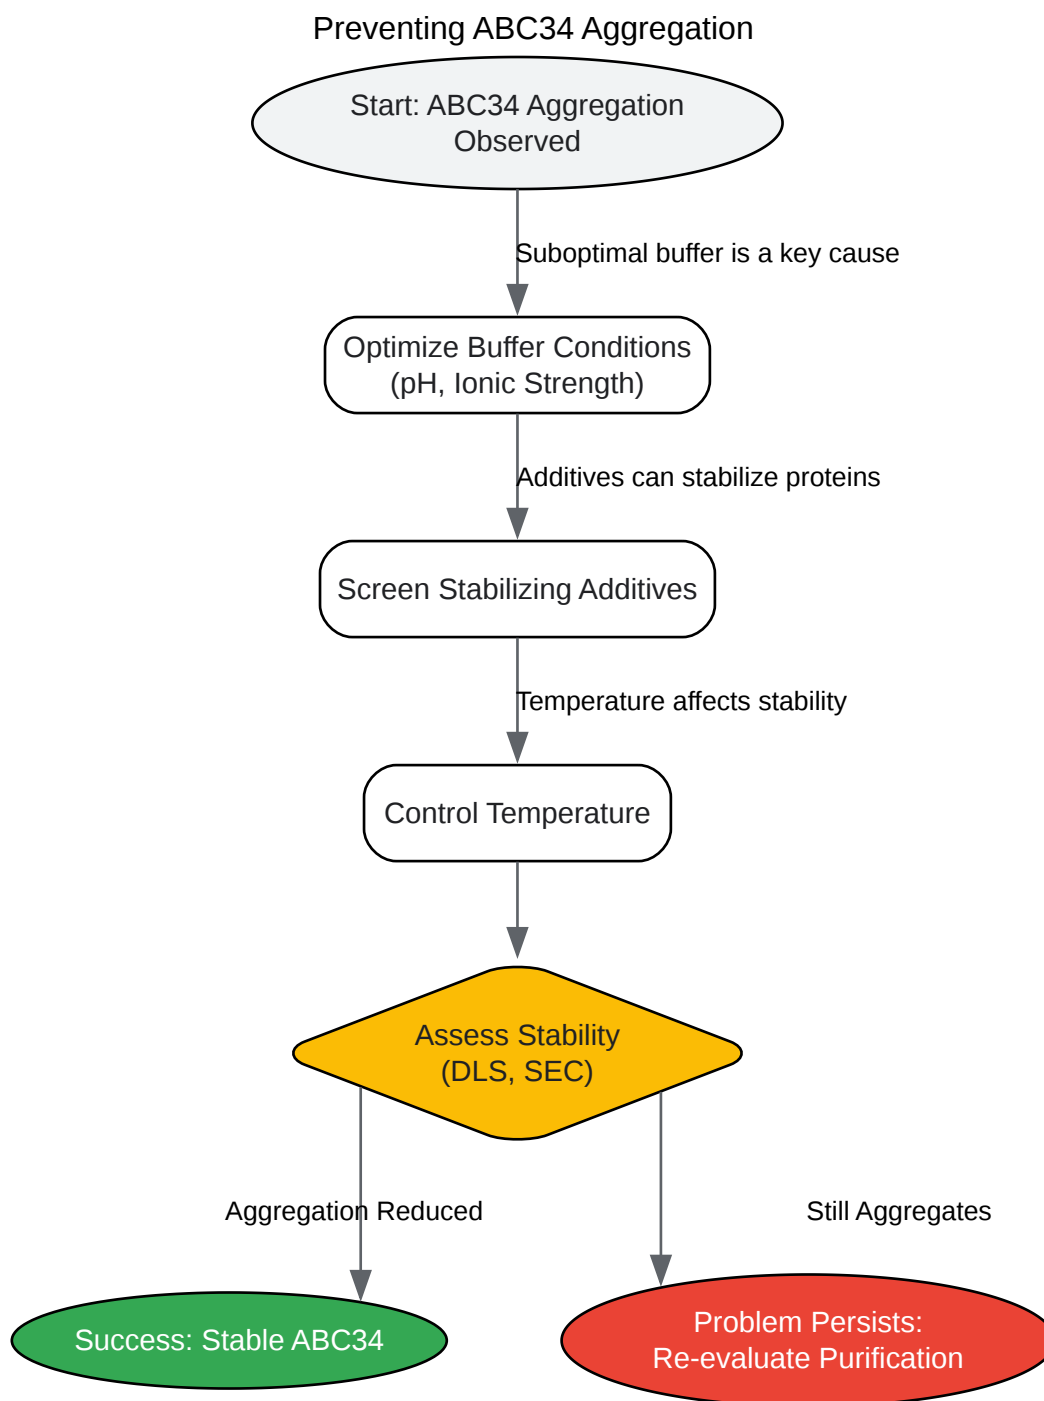 Preventing ABC34 Aggregation
Start: ABC34 Aggregation
Observed
Suboptimal buffer is a key cause
Optimize Buffer Conditions
(pH, Ionic Strength)
Additives can stabilize proteins
Screen Stabilizing Additives
Temperature affects stability
Control Temperature
Assess Stability
(DLS, SEC)
Aggregation Reduced
Still Aggregates
Success: Stable ABC34
Problem Persists:
Re-evaluate Purification